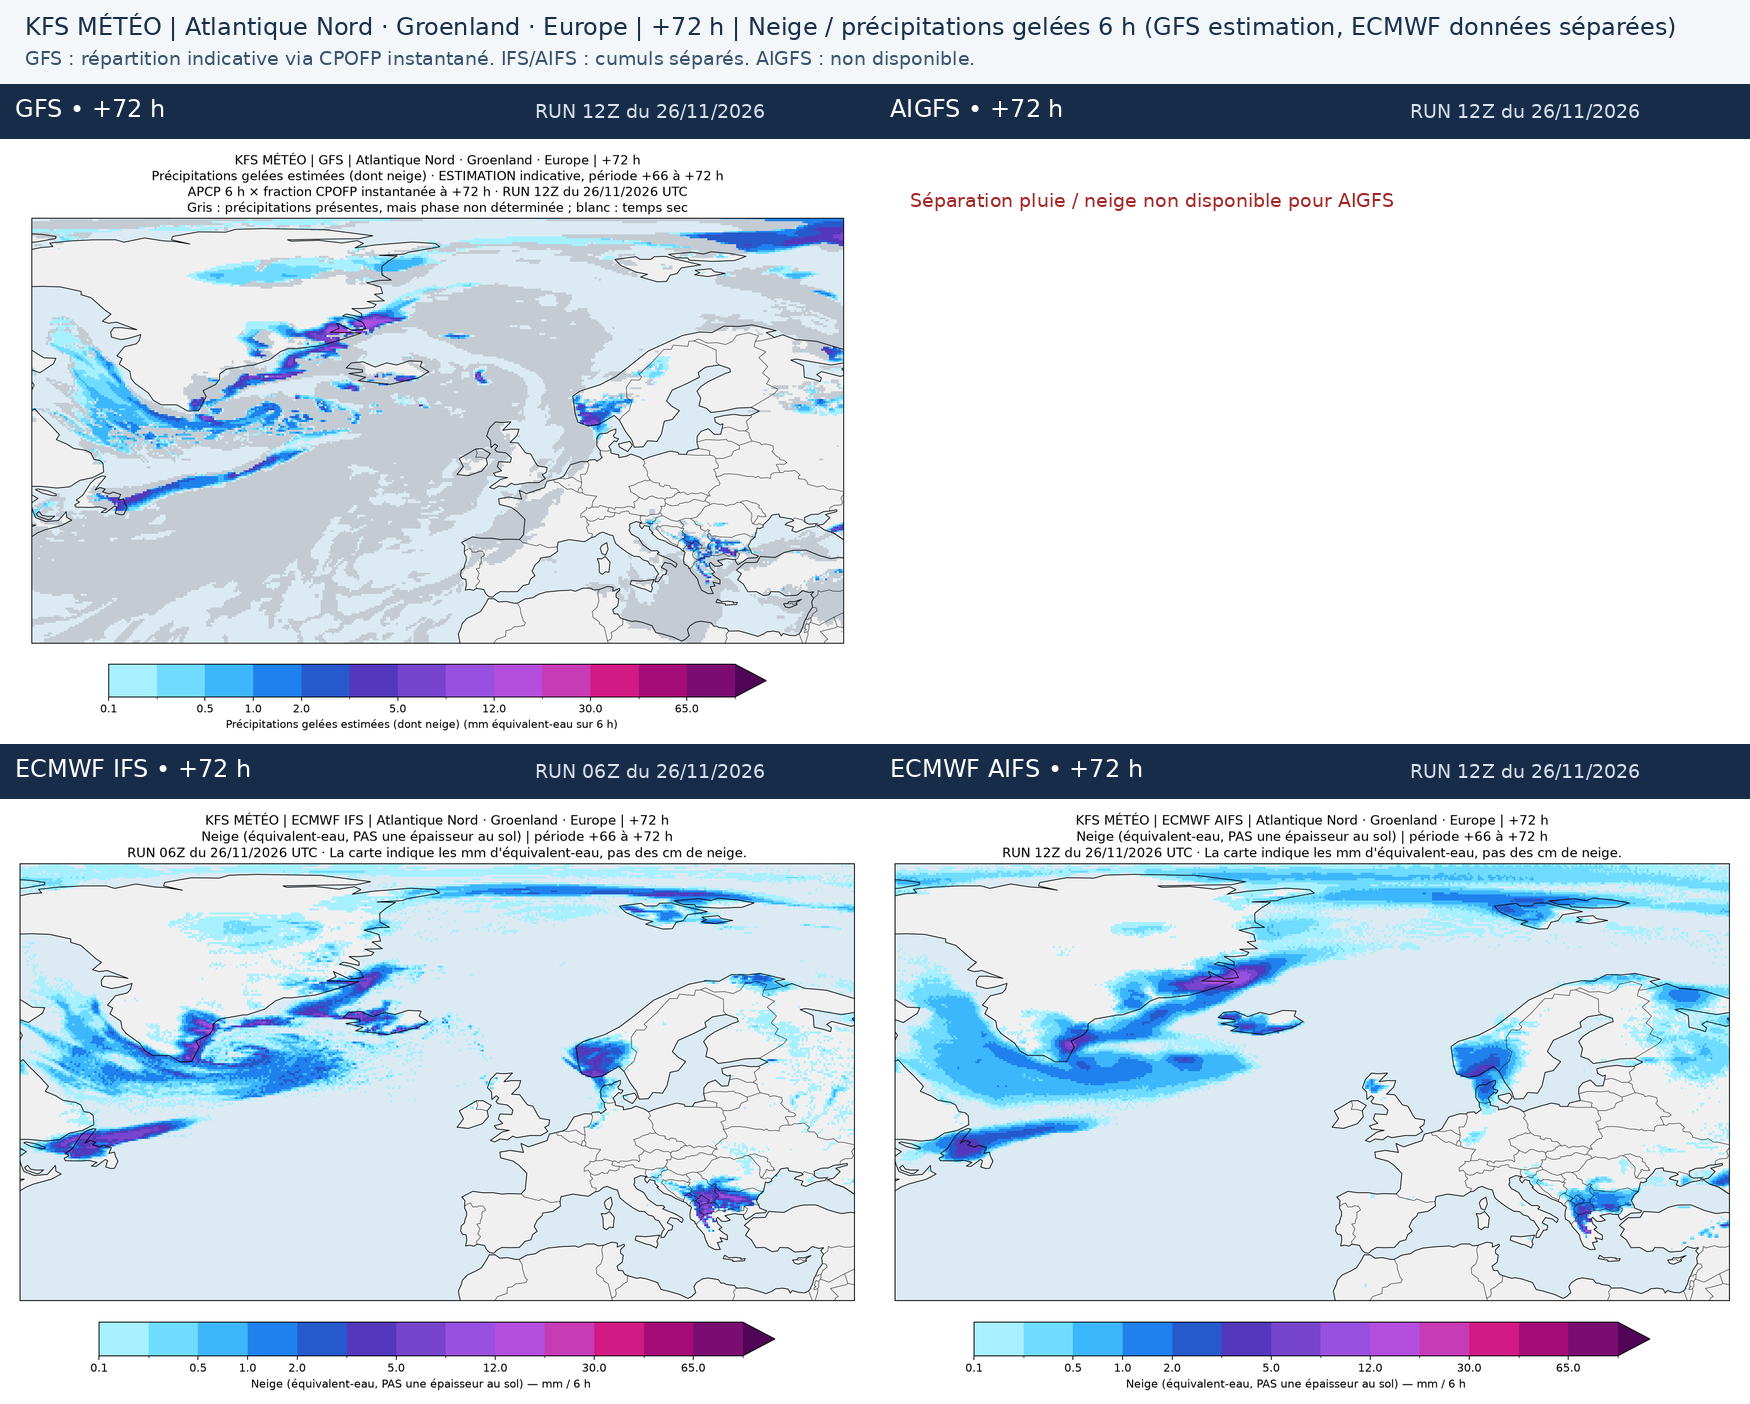 KFS MÉTÉO | Atlantique Nord · Groenland · Europe | +72 h | Neige / précipitations gelées 6 h (GFS estimation, ECMWF données séparées)
GFS : répartition indicative via CPOFP instantané. IFS/AIFS : cumuls séparés. AIGFS : non disponible.
GFS • +72 h
RUN 12Z du 26/11/2026
AIGFS • +72 h
RUN 12Z du 26/11/2026
KFS MÉTÉO | GFS | Atlantique Nord · Groenland · Europe | +72 h
Précipitations gelées estimées (dont neige) · ESTIMATION indicative, période +66 à +72 h
APCP 6 h × fraction CPOFP instantanée à +72 h · RUN 12Z du 26/11/2026 UTC
Gris : précipitations présentes, mais phase non déterminée ; blanc : temps sec
Séparation pluie / neige non disponible pour AIGFS
0.1 0.5 1.0 2.0 5.0 12.0 30.0 65.0
Précipitations gelées estimées (dont neige) (mm équivalent-eau sur 6 h)
ECMWF IFS • +72 h
RUN 06Z du 26/11/2026
ECMWF AIFS • +72 h
RUN 12Z du 26/11/2026
KFS MÉTÉO | ECMWF IFS | Atlantique Nord · Groenland · Europe | +72 h
Neige (équivalent-eau, PAS une épaisseur au sol) | période +66 à +72 h
RUN 06Z du 26/11/2026 UTC · La carte indique les mm d'équivalent-eau, pas des cm de neige.
0.1 0.5 1.0 2.0 5.0 12.0 30.0 65.0
Neige (équivalent-eau, PAS une épaisseur au sol) — mm / 6 h
KFS MÉTÉO | ECMWF AIFS | Atlantique Nord · Groenland · Europe | +72 h
Neige (équivalent-eau, PAS une épaisseur au sol) | période +66 à +72 h
RUN 12Z du 26/11/2026 UTC · La carte indique les mm d'équivalent-eau, pas des cm de neige.
0.1 0.5 1.0 2.0 5.0 12.0 30.0 65.0
Neige (équivalent-eau, PAS une épaisseur au sol) — mm / 6 h